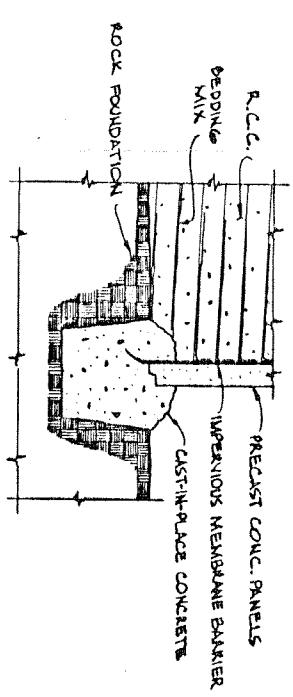 R.C.C.
BEDDING
MIX
ROCK FOUNDATION
PRECAST CONC. PANELS
IMPERVIOUS MEMBRANE BARRIER
CAST-IN-PLACE CONCRETE